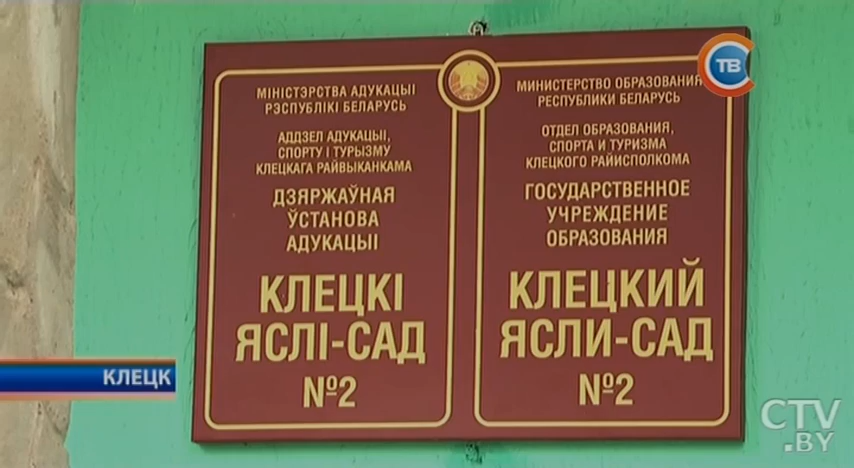 МІНІСТЭРСТВА АДУКАЦЫІ
РЭСПУБЛІКІ БЕЛАРУСЬ
АДДЗЕЛ АДУКАЦЫІ,
СПОРТУ І ТУРЫЗМУ
КЛЕЦКАГА РАЙВЫКАНКАМА
ДЗЯРЖАЎНАЯ
ЎСТАНОВА
АДУКАЦЫІ
КЛЕЦКІ
ЯСЛІ-САД
№2
МИНИСТЕРСТВО ОБРАЗОВАНИЯ
РЕСПУБЛИКИ БЕЛАРУСЬ
ОТДЕЛ ОБРАЗОВАНИЯ,
СПОРТА И ТУРИЗМА
КЛЕЦКОГО РАЙИСПОЛКОМА
ГОСУДАРСТВЕННОЕ
УЧРЕЖДЕНИЕ
ОБРАЗОВАНИЯ
КЛЕЦКИЙ
ЯСЛИ-САД
№2
СТВ
КЛЕЦК
CTV
.BY